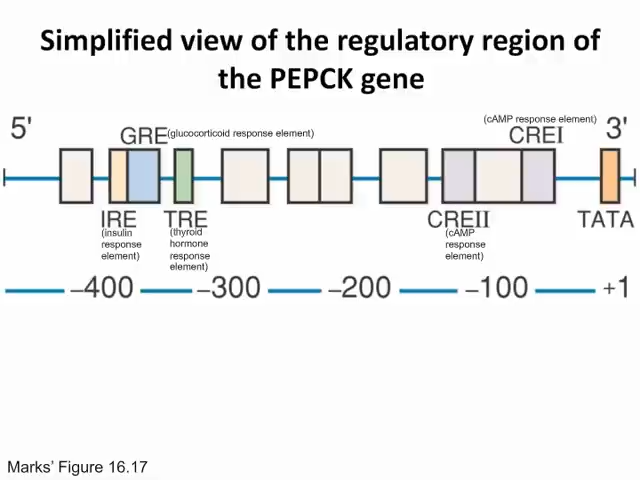 Simplified view of the regulatory region of
the PEPCK gene
(cAMP response element)
5'
GRE(glucocorticoid response element)
CREI
3'
IRE
(insulin
response
element)
TRE
(thyroid
hormone
response
element)
CREII
(cAMP
response
element)
TATA
–400
–300
–200
–100
+1
Marks' Figure 16.17